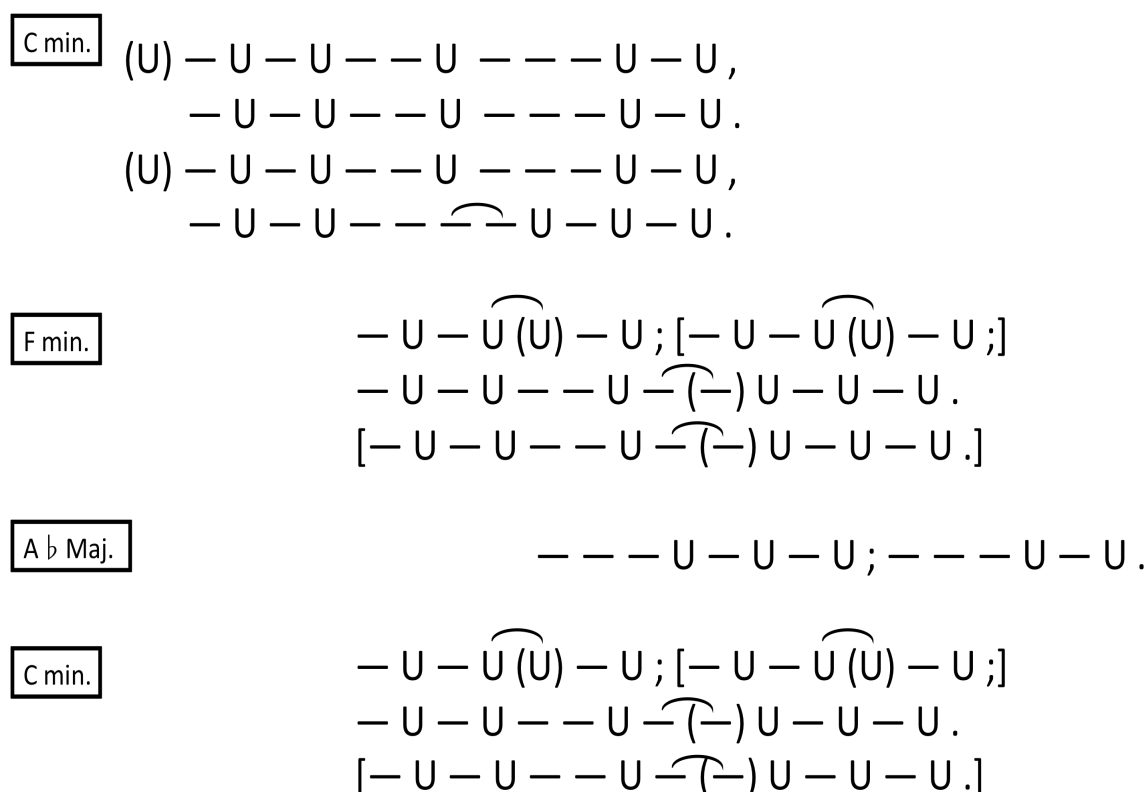 C min. (U) — U — U — — U — — — U — U ,
— U — U — — U — — — U — U .
(U) — U — U — — U — — — U — U ,
— U — U — — — — U — U — U .
F min. — U — U (U) — U ; [— U — U (U) — U ;]
— U — U — — U — (—) U — U — U .
[— U — U — — U — (—) U — U — U .]
A ♭ Maj. — — — U — U — U ; — — — U — U .
C min. — U — U (U) — U ; [— U — U (U) — U ;]
— U — U — — U — (—) U — U — U .
[— U — U — — U — (—) U — U — U .]